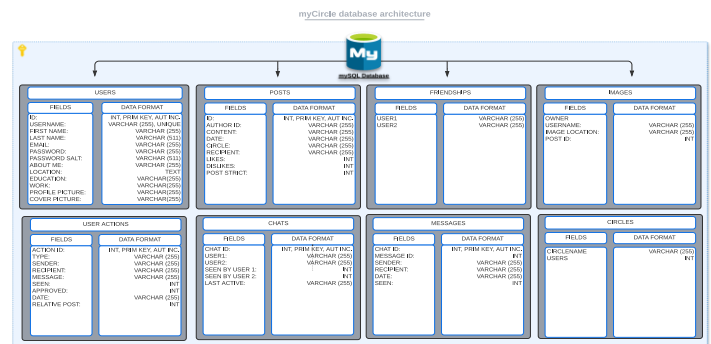 myCircle database architecture
My
mySQL Database
USERS
FIELDS DATA FORMAT
ID: INT, PRIM KEY, AUT INC.
USERNAME: VARCHAR (255), UNIQUE
FIRST NAME: VARCHAR (255)
LAST NAME: VARCHAR (511)
EMAIL: VARCHAR (255)
PASSWORD: VARCHAR (255)
PASSWORD SALT: VARCHAR (511)
ABOUT ME: VARCHAR (255)
LOCATION: TEXT
EDUCATION: VARCHAR(255)
WORK: VARCHAR(255)
PROFILE PICTURE: VARCHAR(255)
COVER PICTURE: VARCHAR(255)
POSTS
FIELDS DATA FORMAT
ID: INT, PRIM KEY, AUT INC.
AUTHOR ID: VARCHAR (255)
CONTENT: VARCHAR (255)
DATE: VARCHAR (255)
CIRCLE: VARCHAR (255)
RECIPIENT: VARCHAR (255)
LIKES: INT
DISLIKES: INT
POST STRICT: INT
FRIENDSHIPS
FIELDS DATA FORMAT
USER1 VARCHAR (255)
USER2 VARCHAR (255)
IMAGES
FIELDS DATA FORMAT
OWNER
USERNAME: VARCHAR (255)
IMAGE LOCATION: VARCHAR (255)
POST ID: INT
USER ACTIONS
FIELDS DATA FORMAT
ACTION ID: INT, PRIM KEY, AUT INC.
TYPE: VARCHAR (255)
SENDER: VARCHAR (255)
RECIPIENT: VARCHAR (255)
MESSAGE: VARCHAR (255)
SEEN: INT
APPROVED: INT
DATE: VARCHAR (255)
RELATIVE POST: INT
CHATS
FIELDS DATA FORMAT
CHAT ID: INT, PRIM KEY, AUT INC.
USER1: VARCHAR (255)
USER2: VARCHAR (255)
SEEN BY USER 1: INT
SEEN BY USER 2: INT
LAST ACTIVE: VARCHAR (255)
MESSAGES
FIELDS DATA FORMAT
CHAT ID: INT, PRIM KEY, AUT INC.
MESSAGE ID: INT
SENDER: VARCHAR (255)
RECIPIENT: VARCHAR (255)
DATE: VARCHAR (255)
SEEN: INT
CIRCLES
FIELDS DATA FORMAT
CIRCLENAME VARCHAR (255)
USERS INT